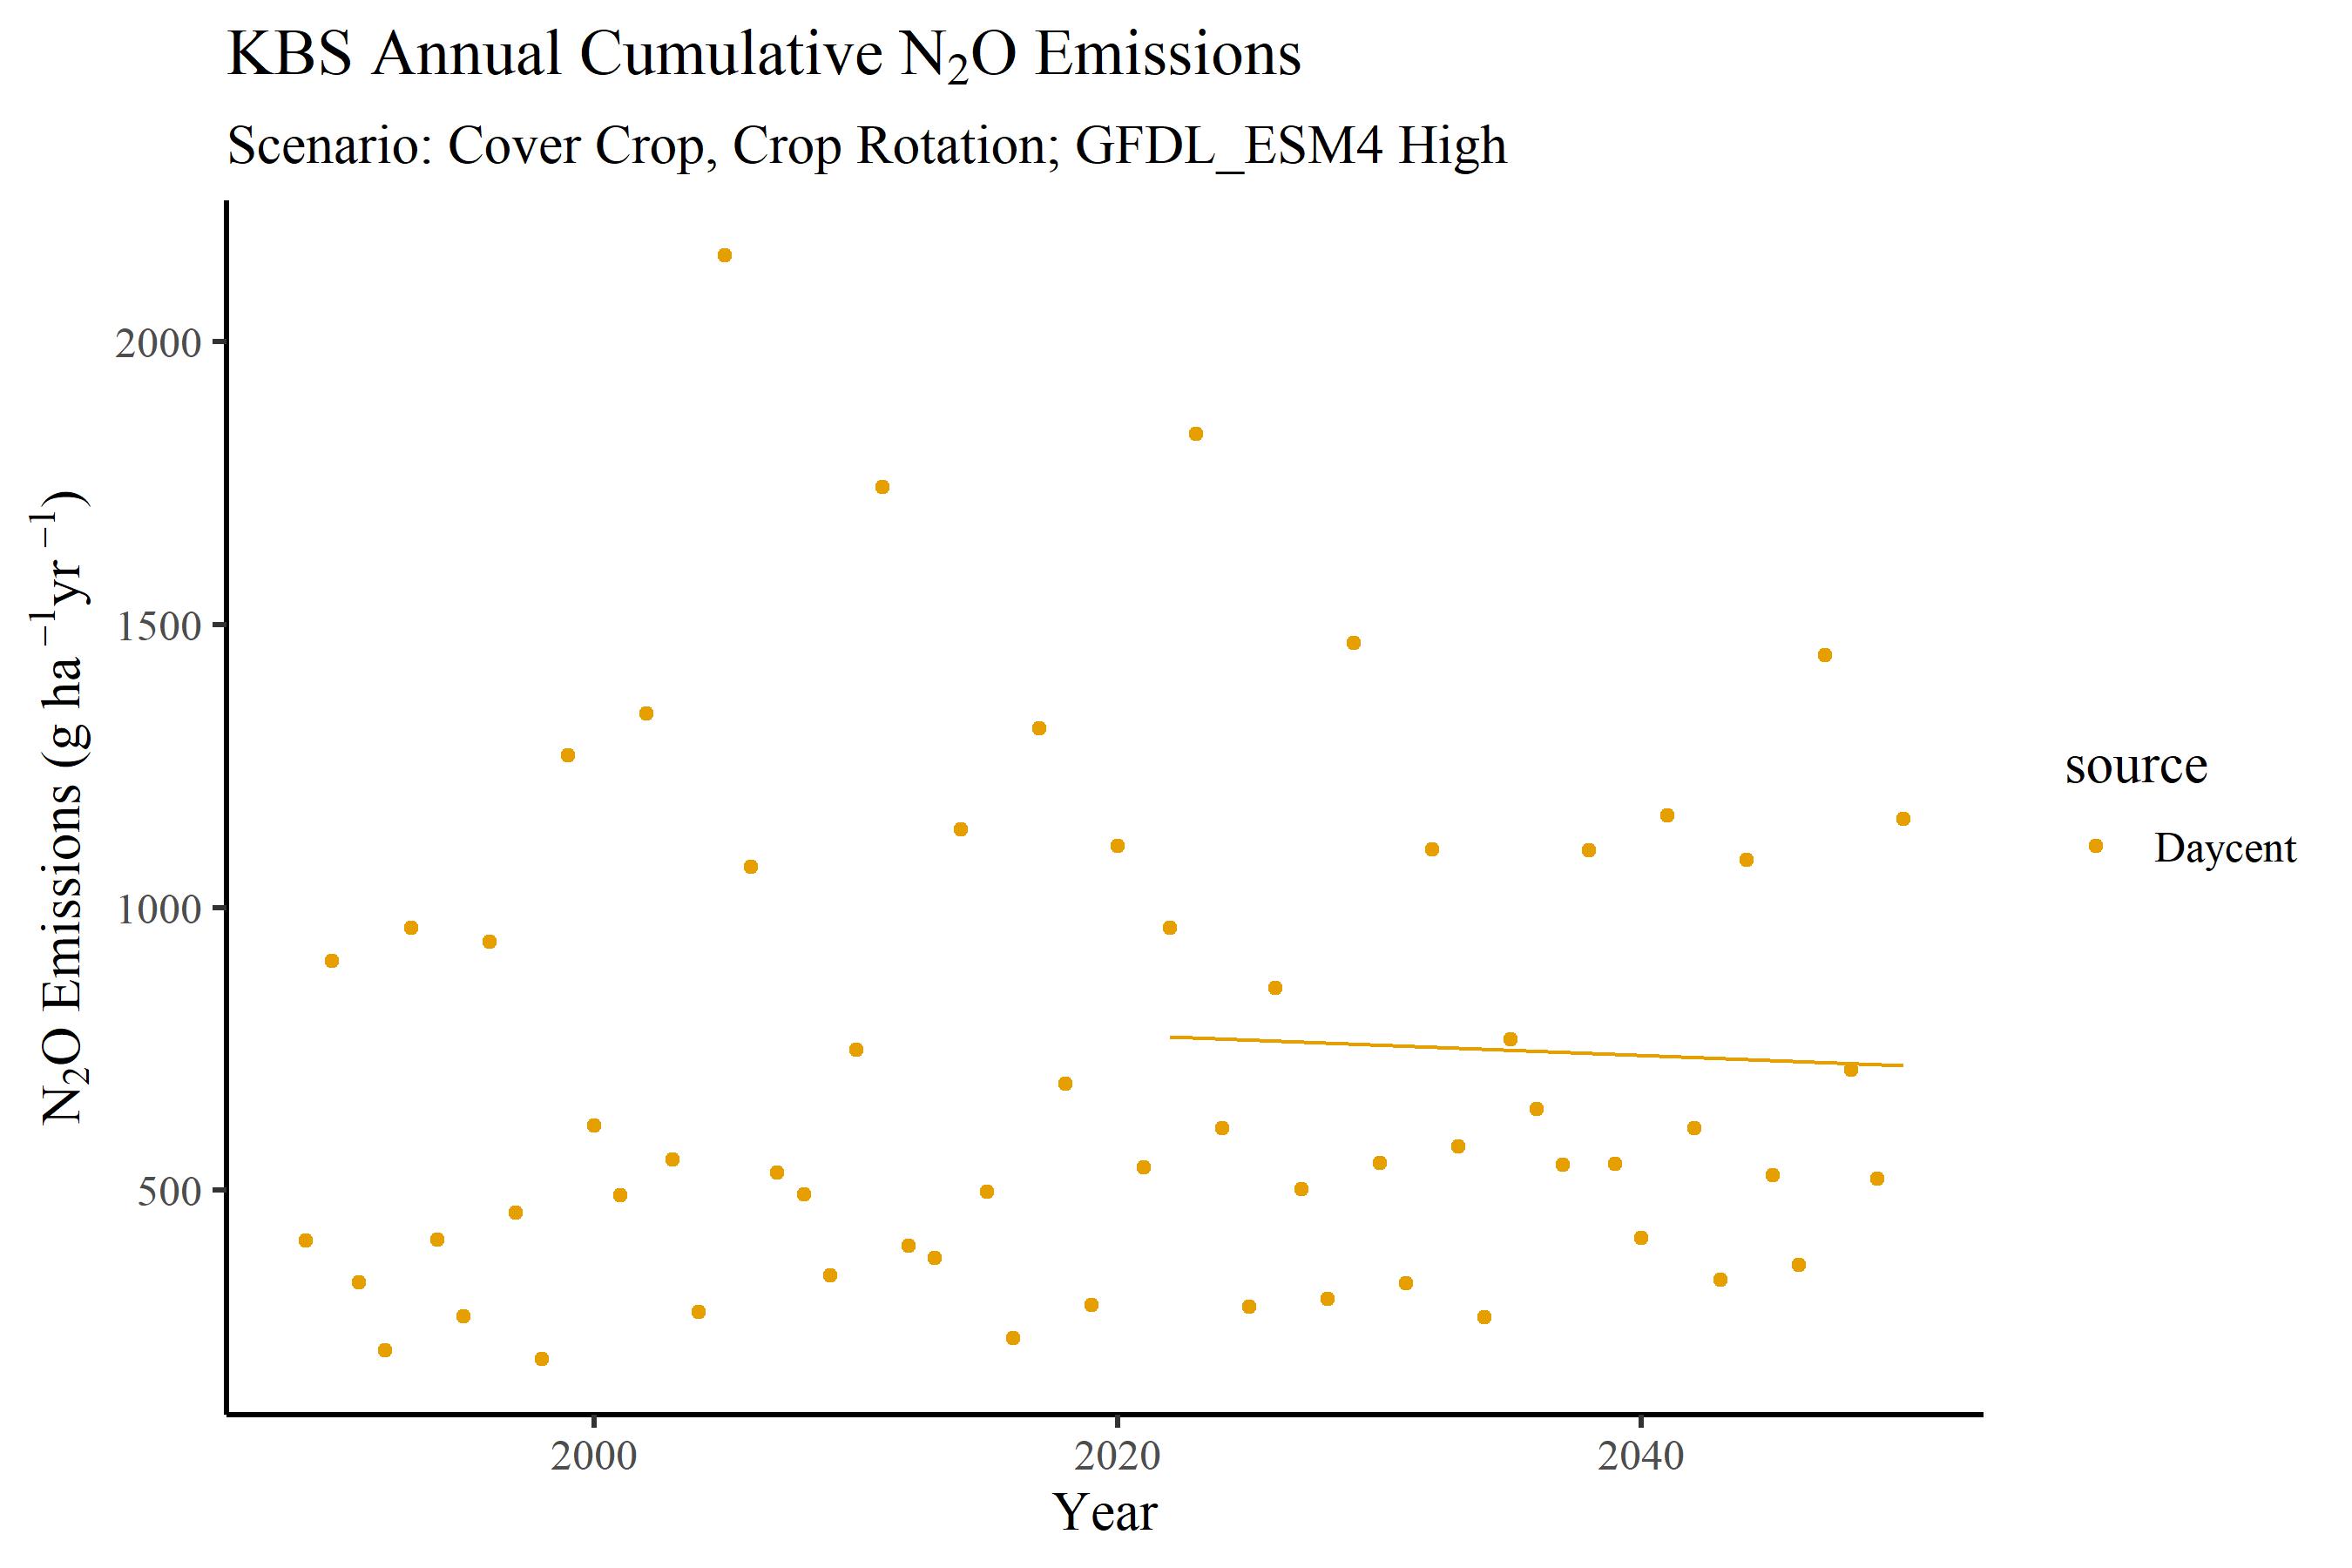 KBS Annual Cumulative N₂O Emissions
Scenario: Cover Crop, Crop Rotation; GFDL_ESM4 High
N₂O Emissions (g ha ⁻¹yr ⁻¹)
2000
1500
1000
500
2000
2020
2040
Year
source
Daycent